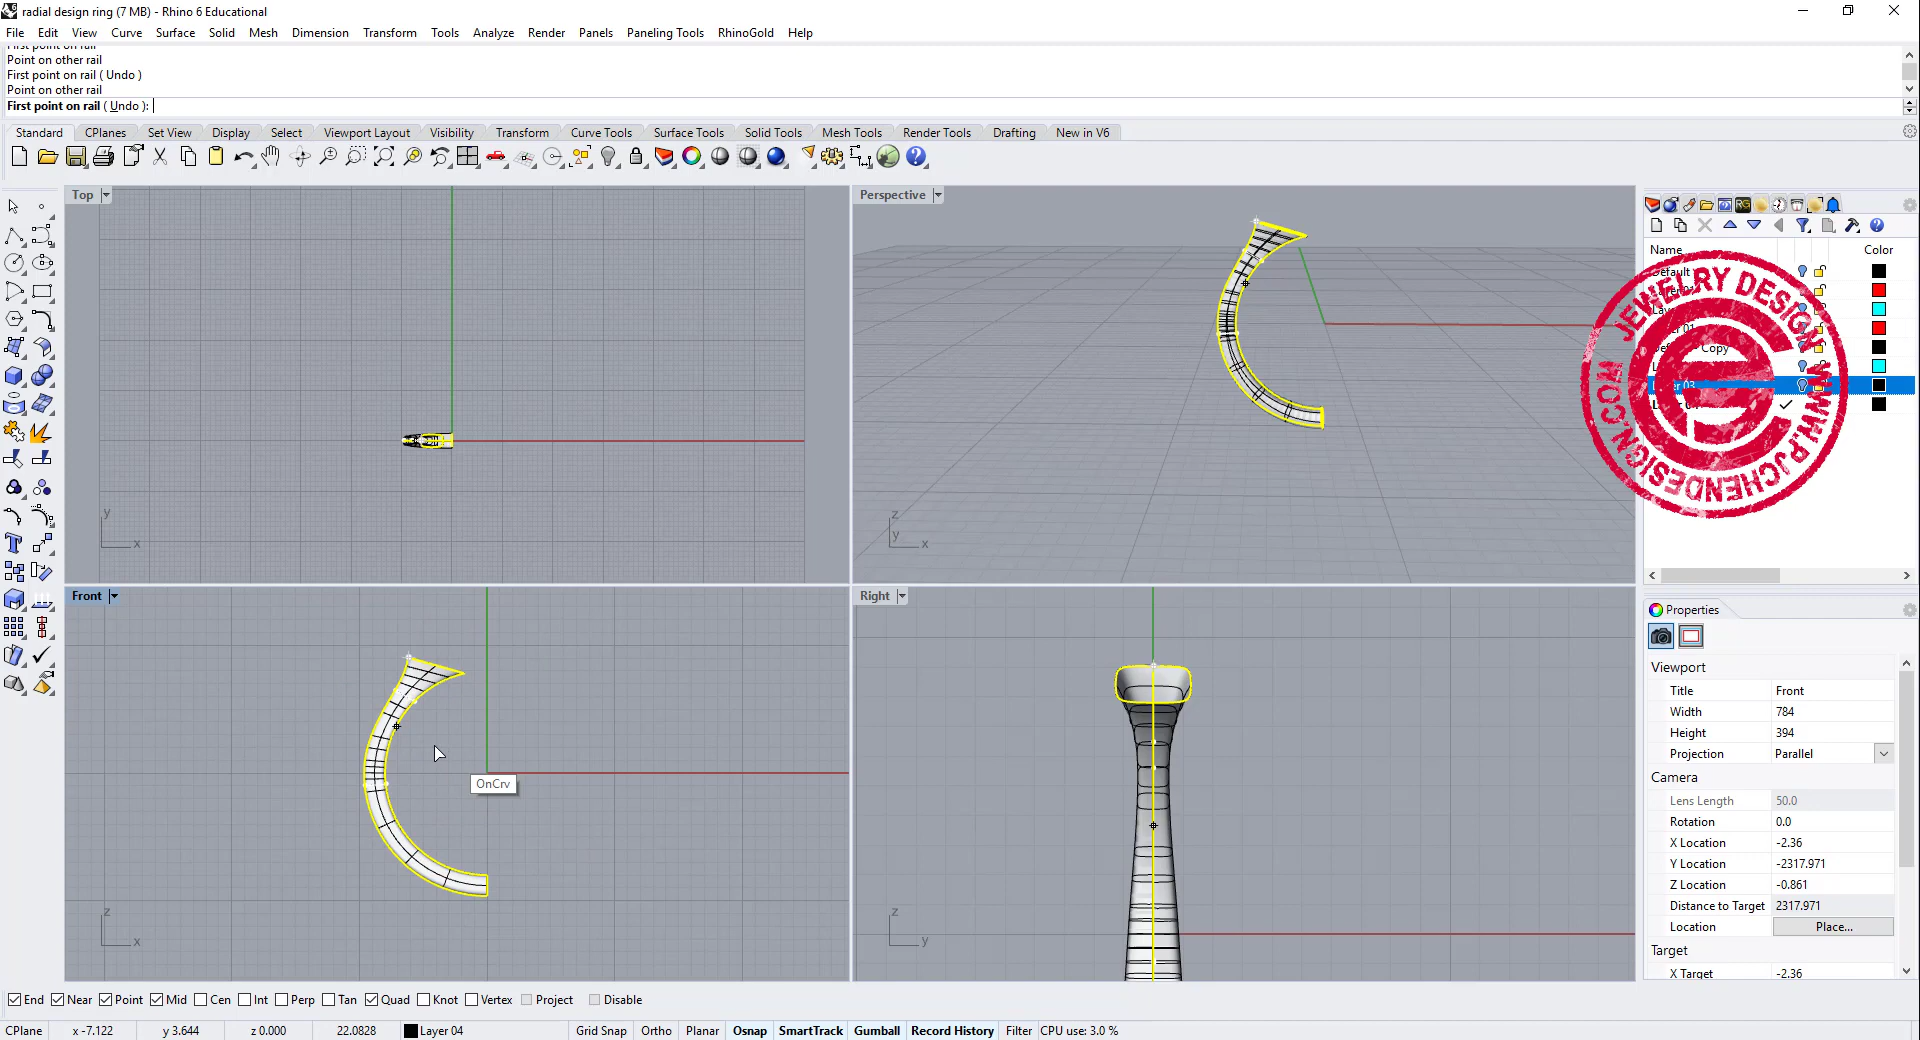 radial design ring (7 MB) - Rhino 6 Educational
File Edit View Curve Surface Solid Mesh Dimension Transform Tools Analyze Render Panels Paneling Tools RhinoGold Help
First point on rail
Point on other rail
First point on rail ( Undo )
Point on other rail
First point on rail ( Undo ):
Standard CPlanes Set View Display Select Viewport Layout Visibility Transform Curve Tools Surface Tools Solid Tools Mesh Tools Render Tools Drafting New in V6
Top
Perspective
Name Color
Default
Copy
JEWELRY DESIGN
WWW.PJCHENDESIGN.COM
y
x
z
y
x
Front
Right
OnCrv
z
x
z
y
Properties
Viewport
Title Front
Width 784
Height 394
Projection Parallel
Camera
Lens Length 50.0
Rotation 0.0
X Location -2.36
Y Location -2317.971
Z Location -0.861
Distance to Target 2317.971
Location Place...
Target
X Target -2.36
End Near Point Mid Cen Int Perp Tan Quad Knot Vertex Project Disable
CPlane x -7.122 y 3.644 z 0.000 22.0828 Layer 04 Grid Snap Ortho Planar Osnap SmartTrack Gumball Record History Filter CPU use: 3.0 %